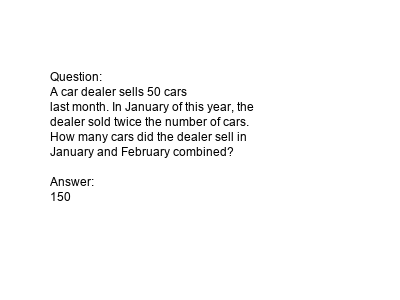 Question:
A car dealer sells 50 cars
last month. In January of this year, the
dealer sold twice the number of cars.
How many cars did the dealer sell in
January and February combined?

Answer:
150